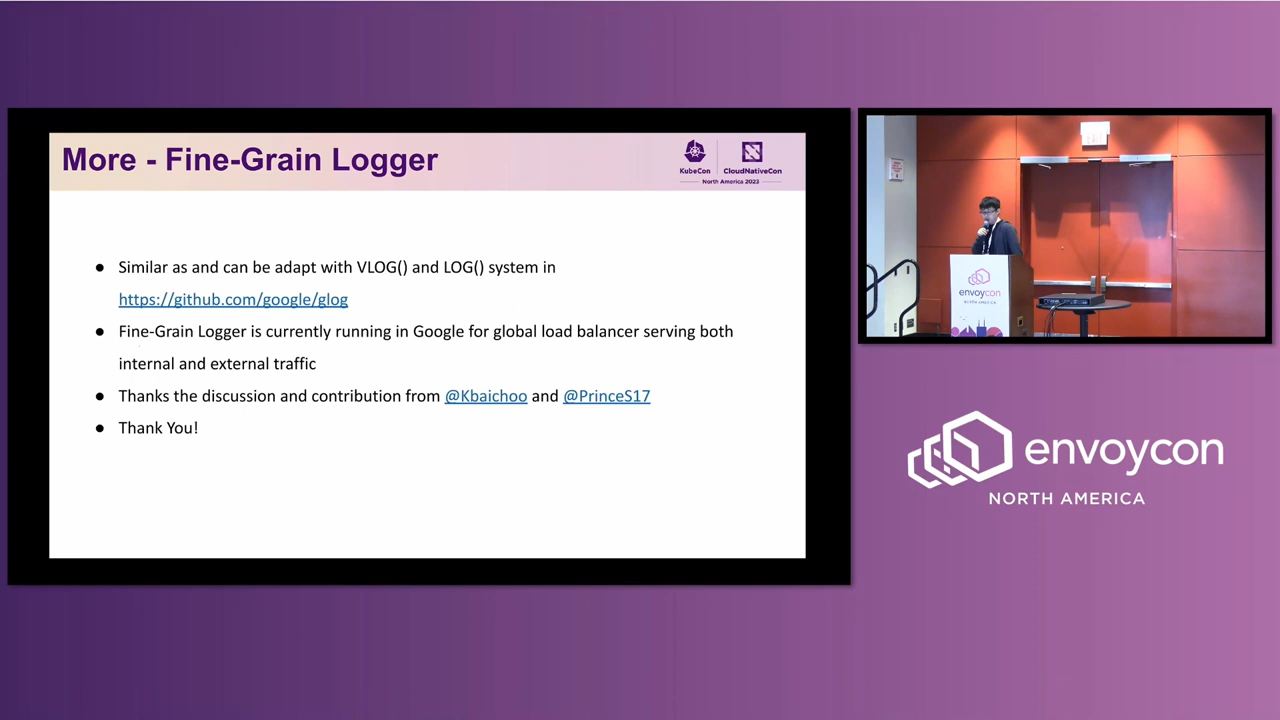 More - Fine-Grain Logger
KubeCon
CloudNativeCon
North America 2023
● Similar as and can be adapt with VLOG() and LOG() system in
https://github.com/google/glog
● Fine-Grain Logger is currently running in Google for global load balancer serving both
internal and external traffic
● Thanks the discussion and contribution from @Kbaichoo and @PrinceS17
● Thank You!
envoycon
NORTH AMERICA
envoycon
NORTH AMERICA